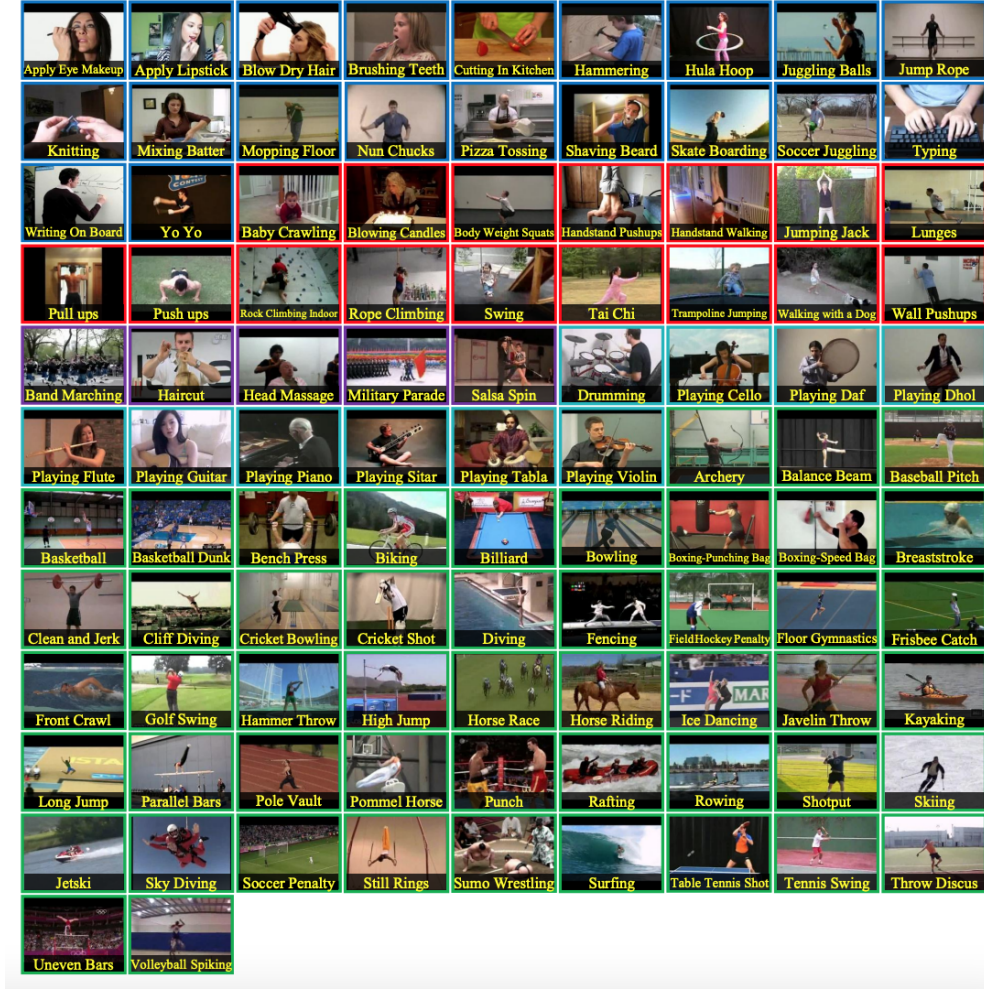 Apply Eye Makeup
Apply Lipstick
Blow Dry Hair
Brushing Teeth
Cutting In Kitchen
Hammering
Hula Hoop
Juggling Balls
Jump Rope
Knitting
Mixing Batter
Mopping Floor
Nun Chucks
Pizza Tossing
Shaving Beard
Skate Boarding
Soccer Juggling
Typing
CONTEST
Writing On Board
Yo Yo
Baby Crawling
Blowing Candles
Body Weight Squats
Handstand Pushups
Handstand Walking
Jumping Jack
Lunges
Pull ups
Push ups
Rock Climbing Indoor
Rope Climbing
Swing
Tai Chi
Trampoline Jumping
Walking with a Dog
Wall Pushups
Band Marching
Haircut
Head Massage
Military Parade
Salsa Spin
Drumming
Playing Cello
Playing Daf
Playing Dhol
Playing Flute
Playing Guitar
Playing Piano
Playing Sitar
Playing Tabla
Playing Violin
Archery
Balance Beam
Baseball Pitch
Basketball
Basketball Dunk
Bench Press
Biking
Billiard
Bowling
Boxing-Punching Bag
Boxing-Speed Bag
Breaststroke
Clean and Jerk
Cliff Diving
Cricket Bowling
Cricket Shot
Diving
Fencing
Field Hockey Penalty
Floor Gymnastics
Frisbee Catch
MAR
Front Crawl
Golf Swing
Hammer Throw
High Jump
Horse Race
Horse Riding
Ice Dancing
Javelin Throw
Kayaking
Long Jump
Parallel Bars
Pole Vault
Pommel Horse
Punch
Rafting
Rowing
Shotput
Skiing
Jetski
Sky Diving
Soccer Penalty
Still Rings
Sumo Wrestling
Surfing
Table Tennis Shot
Tennis Swing
Throw Discus
Uneven Bars
Volleyball Spiking